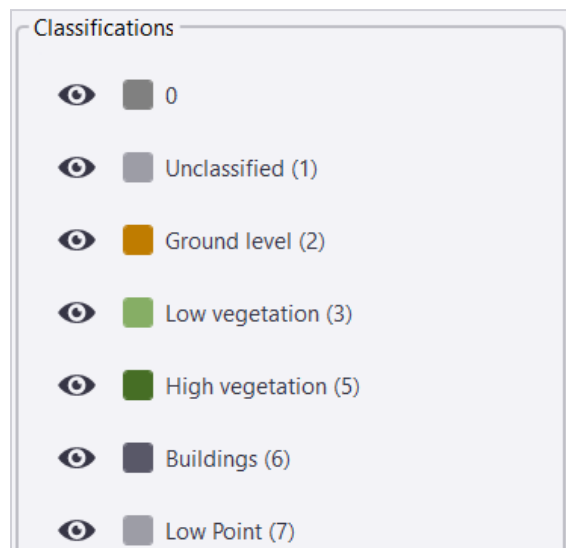 Classifications
0
Unclassified (1)
Ground level (2)
Low vegetation (3)
High vegetation (5)
Buildings (6)
Low Point (7)